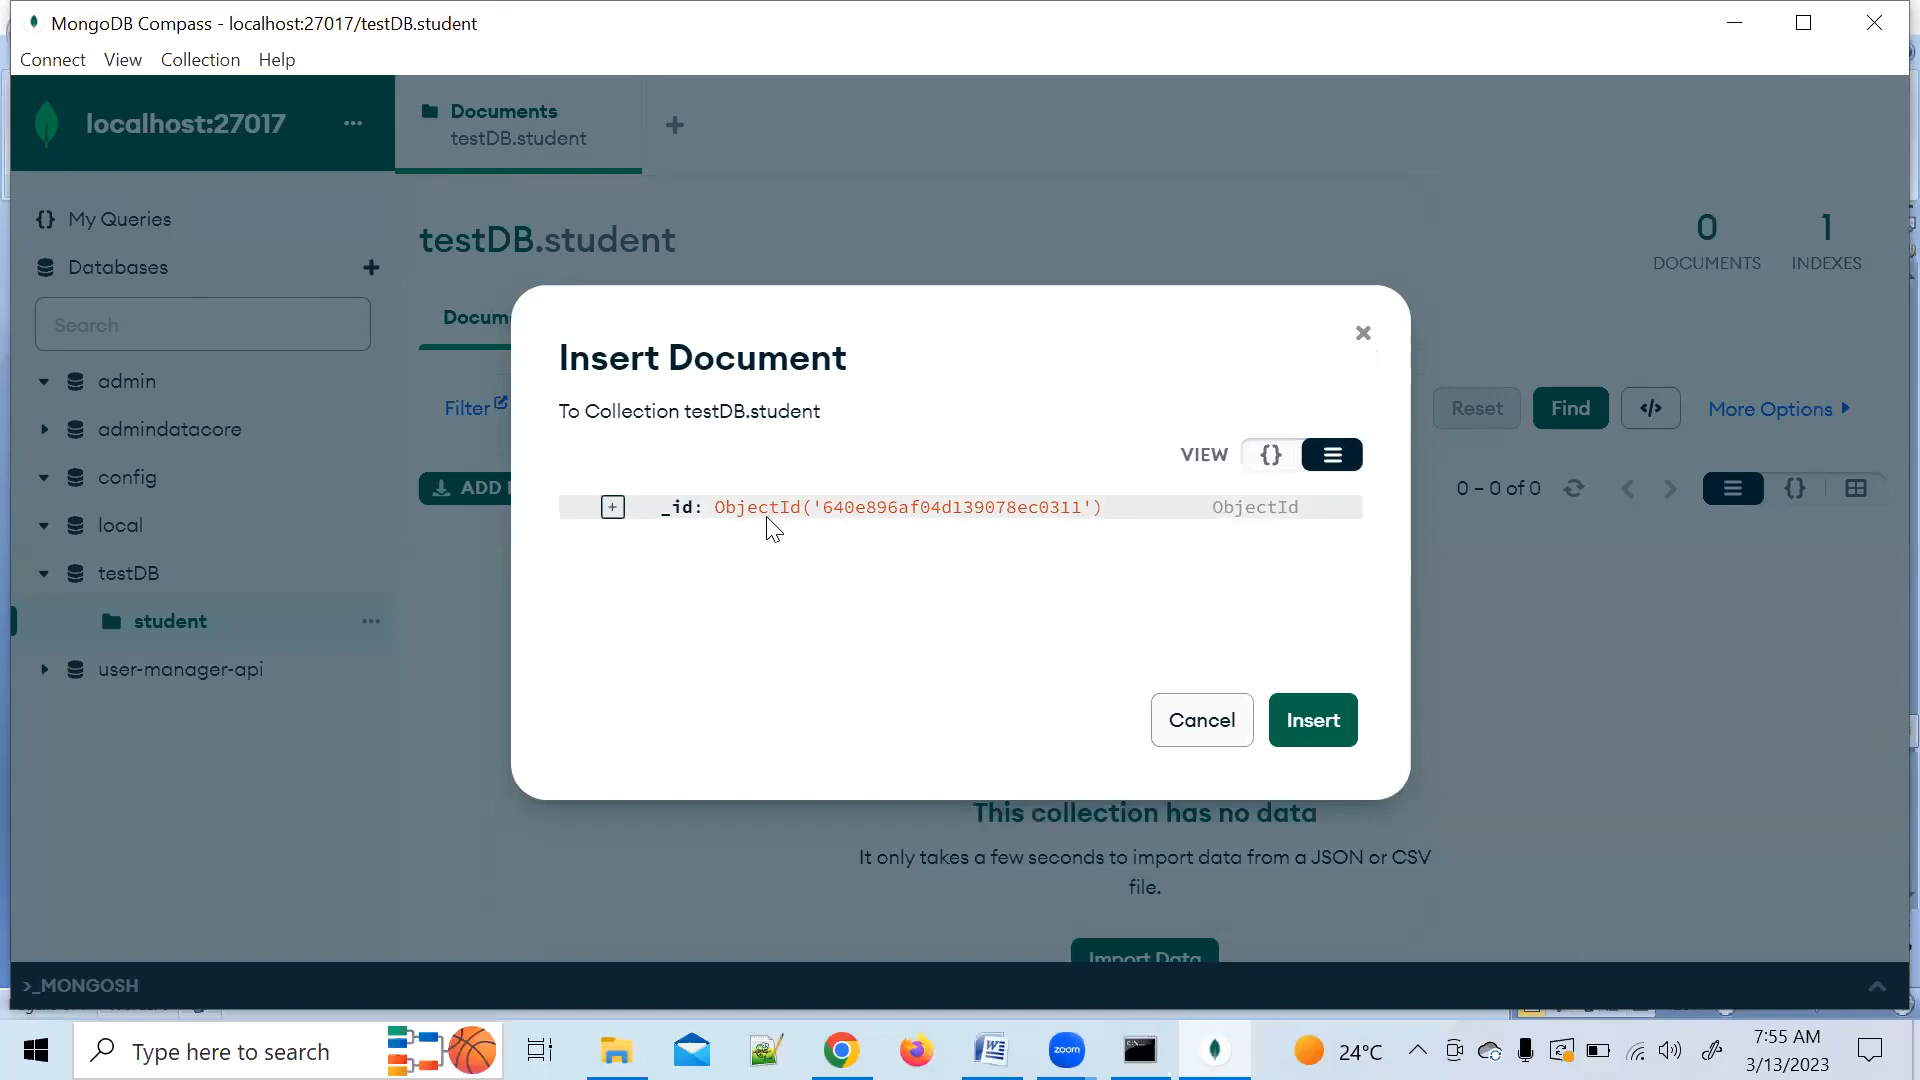 MongoDB Compass - localhost:27017/testDB.student
Connect View Collection Help
localhost:27017 ...
Documents
testDB.student
My Queries
Databases
Search
admin
admindatacore
config
local
testDB
student
user-manager-api
testDB.student
0
DOCUMENTS
1
INDEXES
Docum
Filter
Reset
Find
</>
More Options
ADD
0 – 0 of 0
{}
Insert Document
To Collection testDB.student
VIEW {}
_id: ObjectId('640e896af04d139078ec0311') ObjectId
Cancel
Insert
This collection has no data
It only takes a few seconds to import data from a JSON or CSV
file.
Import Data
>_MONGOSH
Type here to search
zoom
24°C
7:55 AM
3/13/2023